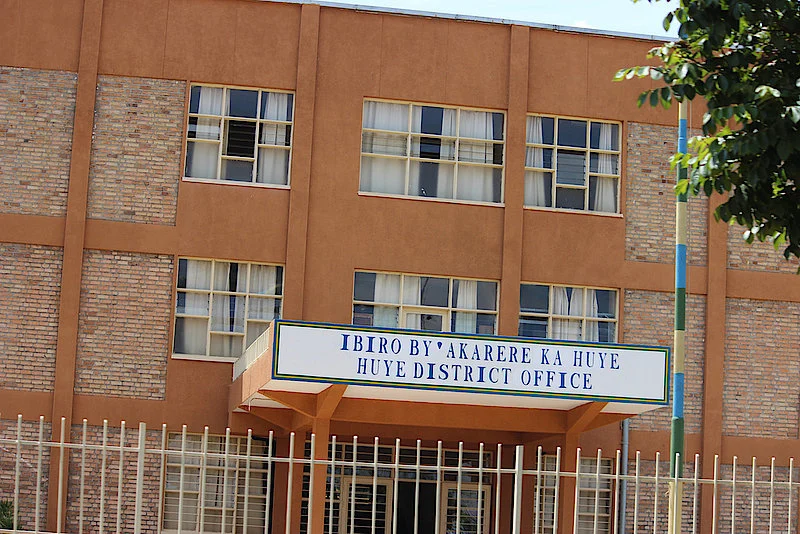 IBIRO BY'AKARERE KA HUYE
HUYE DISTRICT OFFICE